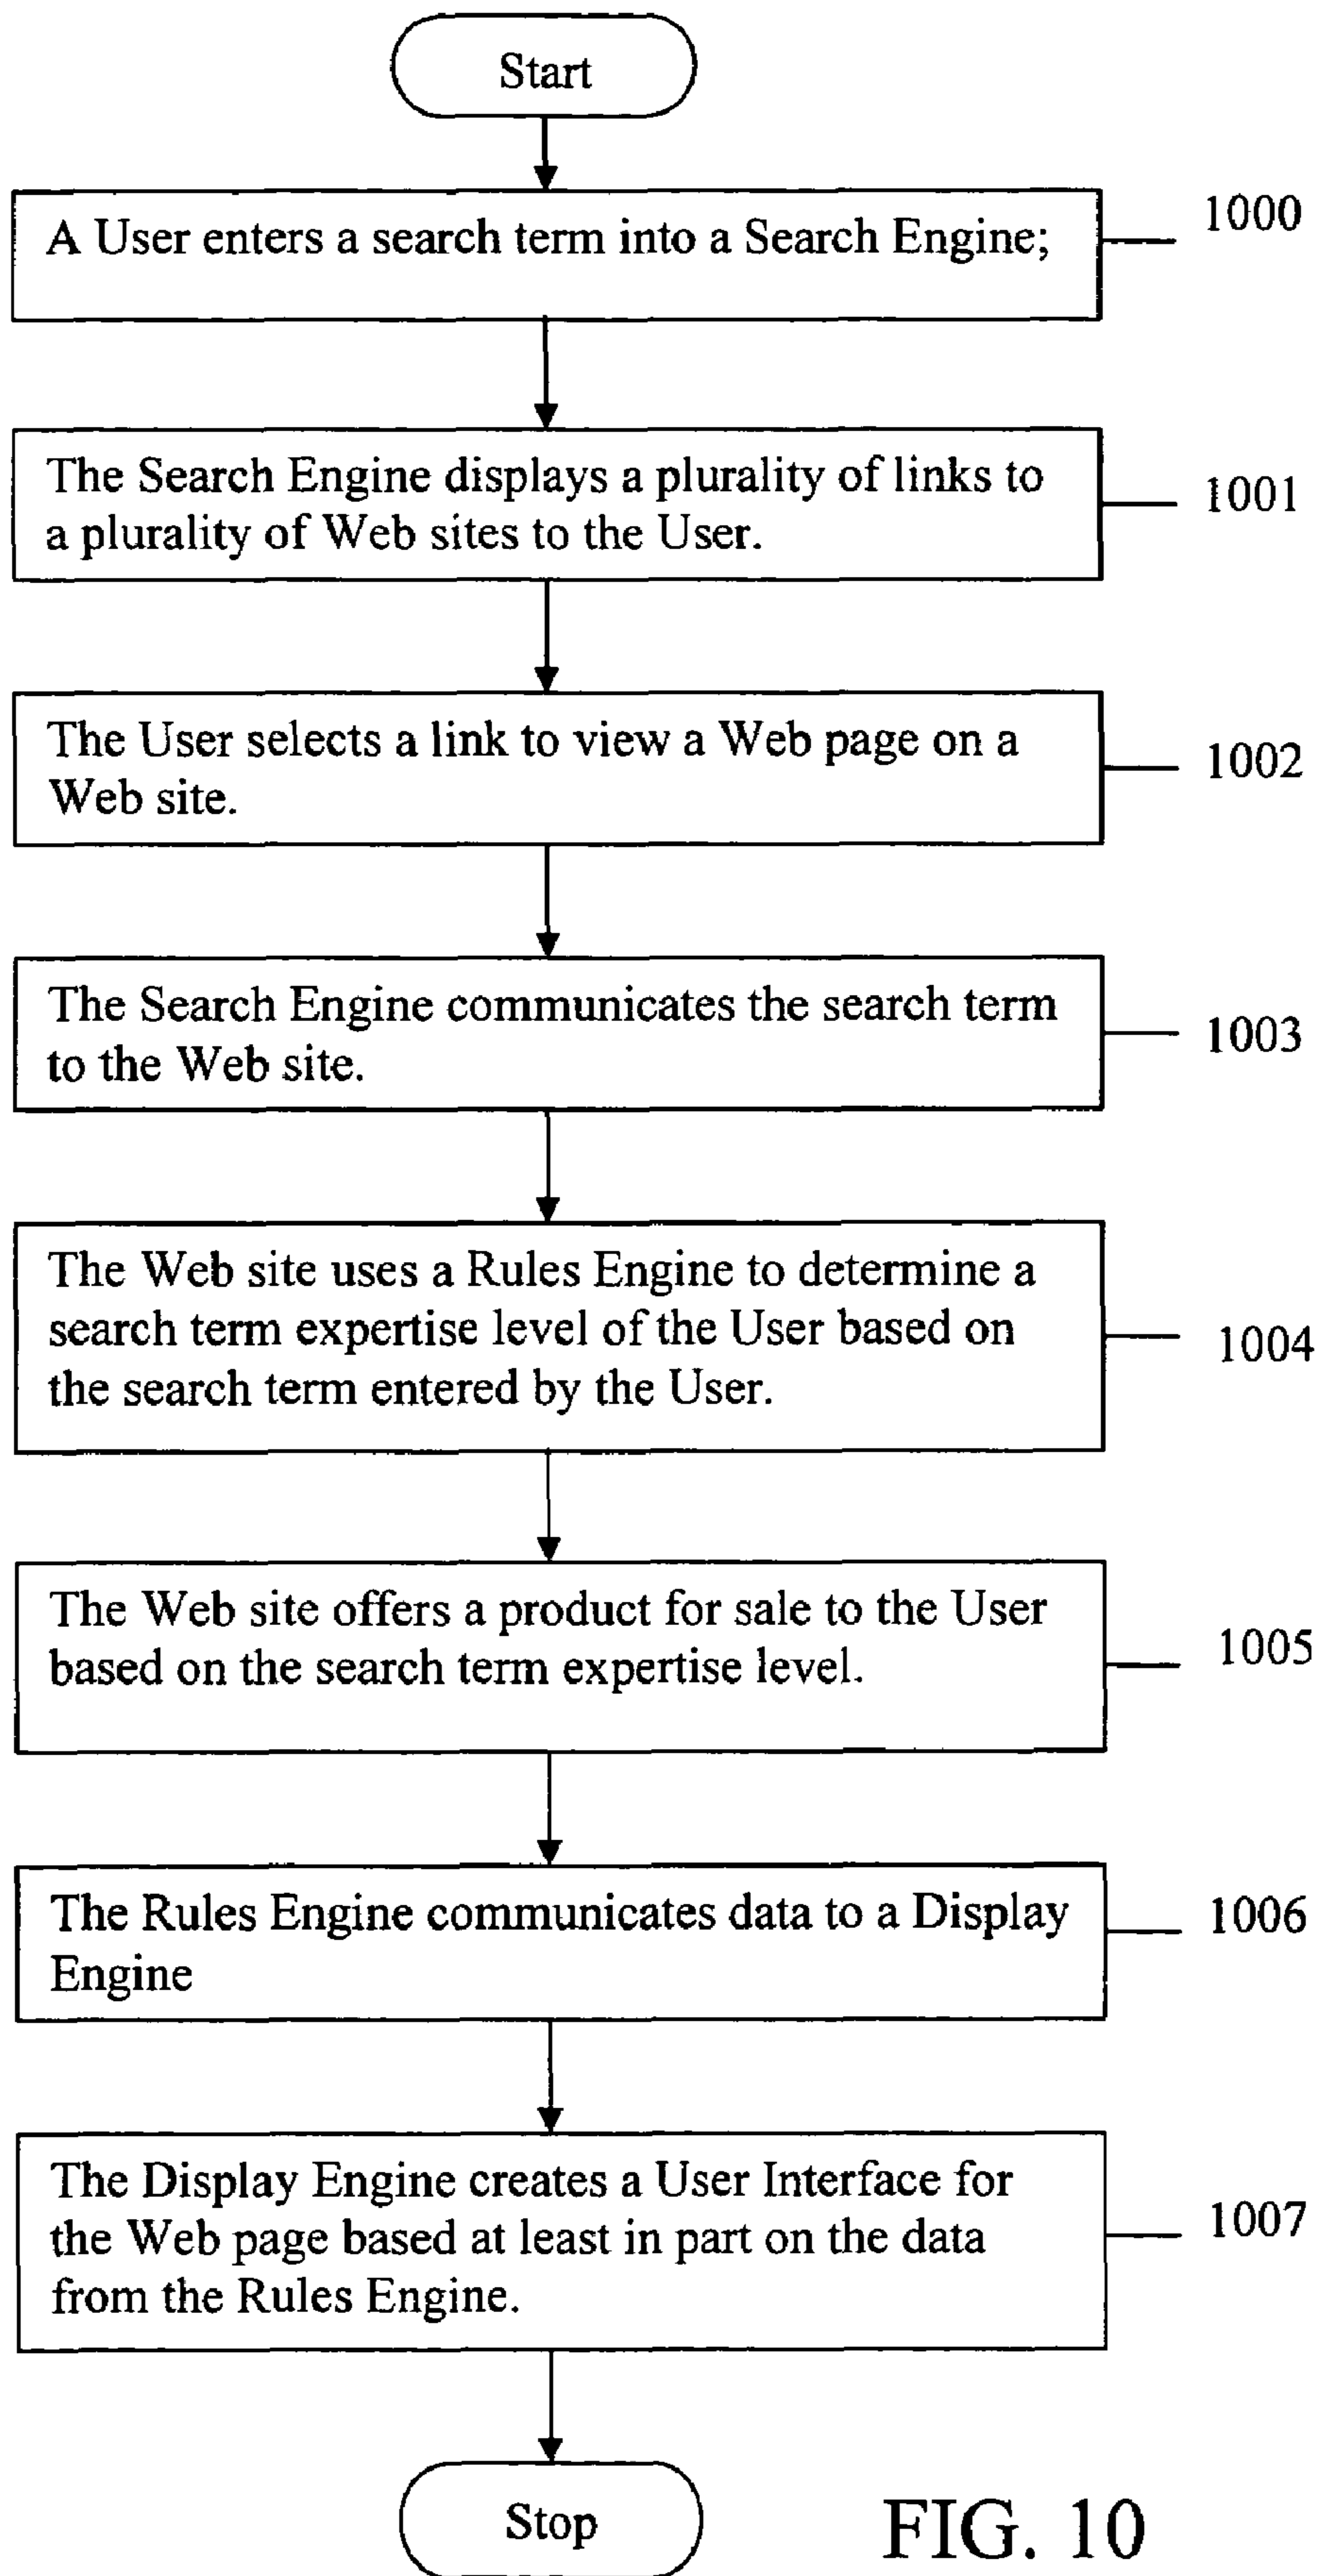 Start
A User enters a search term into a Search Engine;
1000
The Search Engine displays a plurality of links to
a plurality of Web sites to the User.
1001
The User selects a link to view a Web page on a
Web site.
1002
The Search Engine communicates the search term
to the Web site.
1003
The Web site uses a Rules Engine to determine a
search term expertise level of the User based on
the search term entered by the User.
1004
The Web site offers a product for sale to the User
based on the search term expertise level.
1005
The Rules Engine communicates data to a Display
Engine
1006
The Display Engine creates a User Interface for
the Web page based at least in part on the data
from the Rules Engine.
1007
Stop
FIG. 10